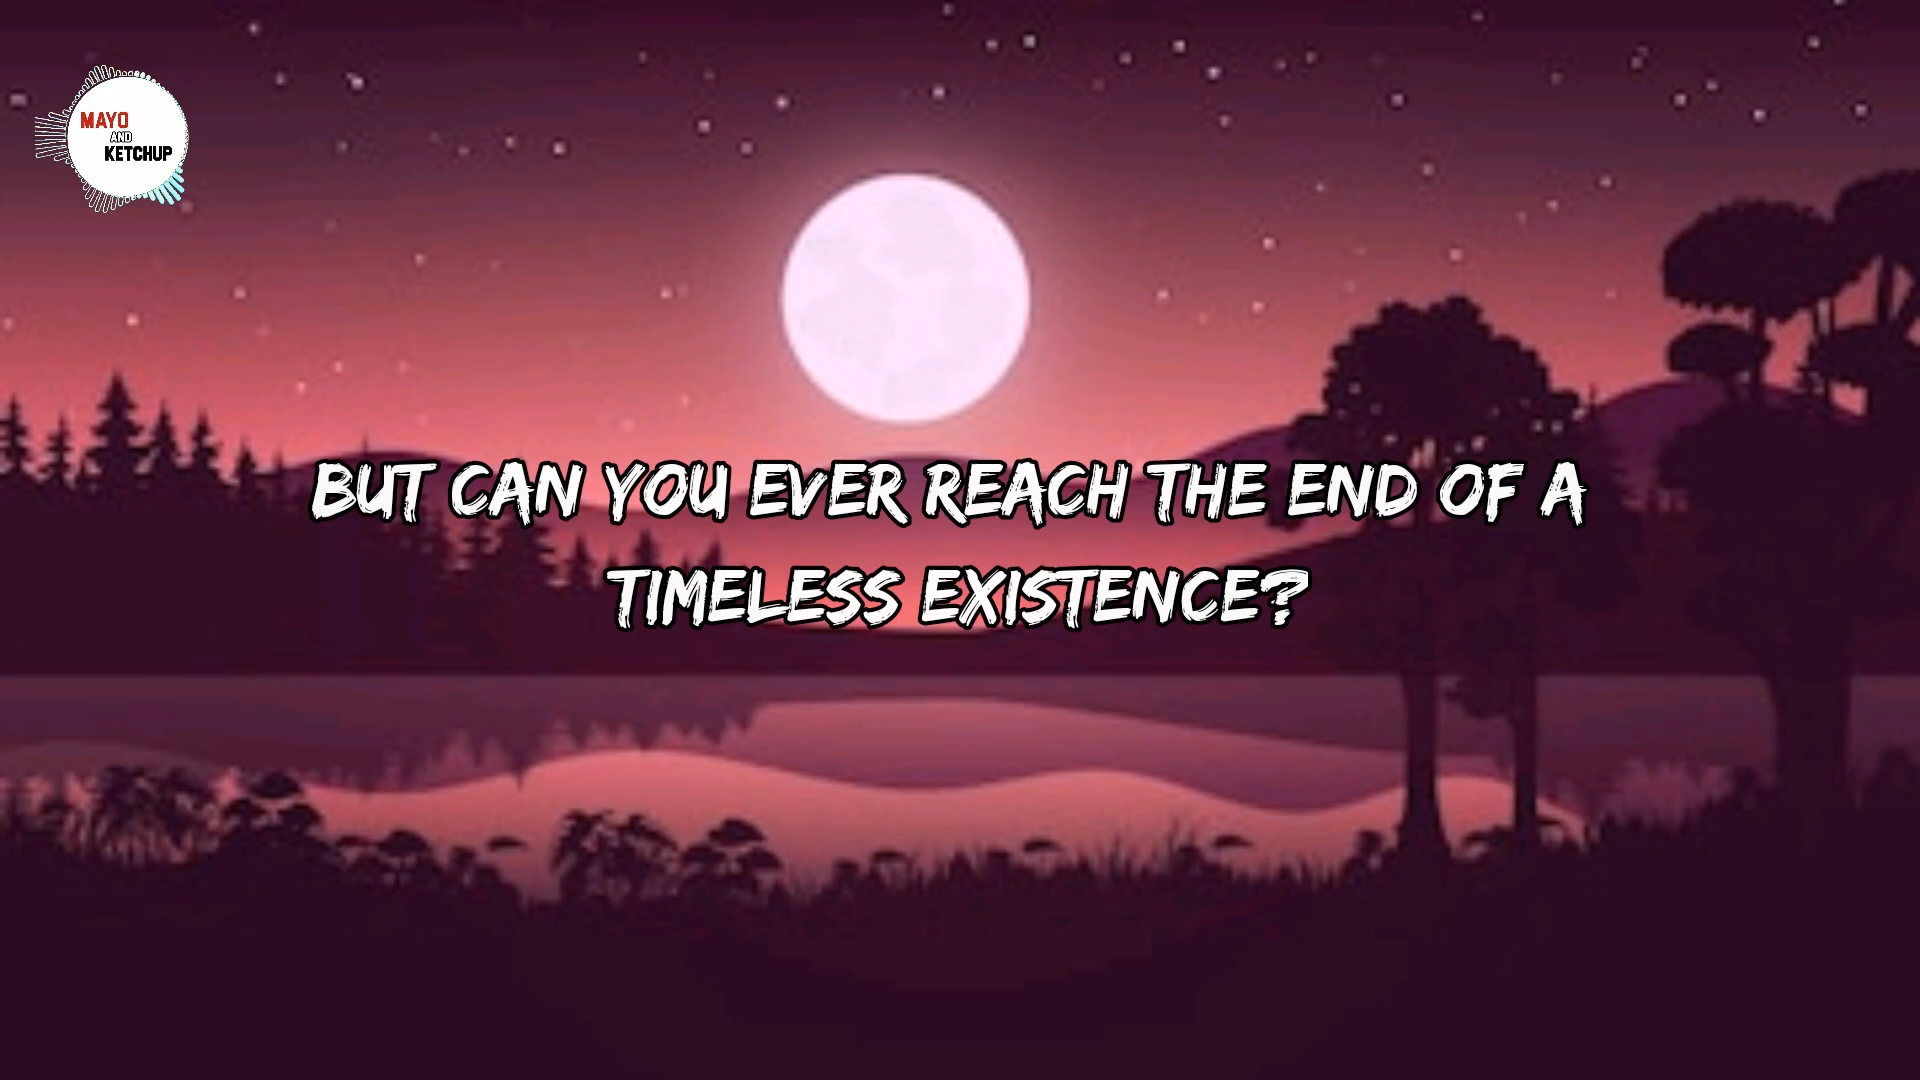 MAYO
AND
KETCHUP
BUT CAN YOU EVER REACH THE END OF A
TIMELESS EXISTENCE?